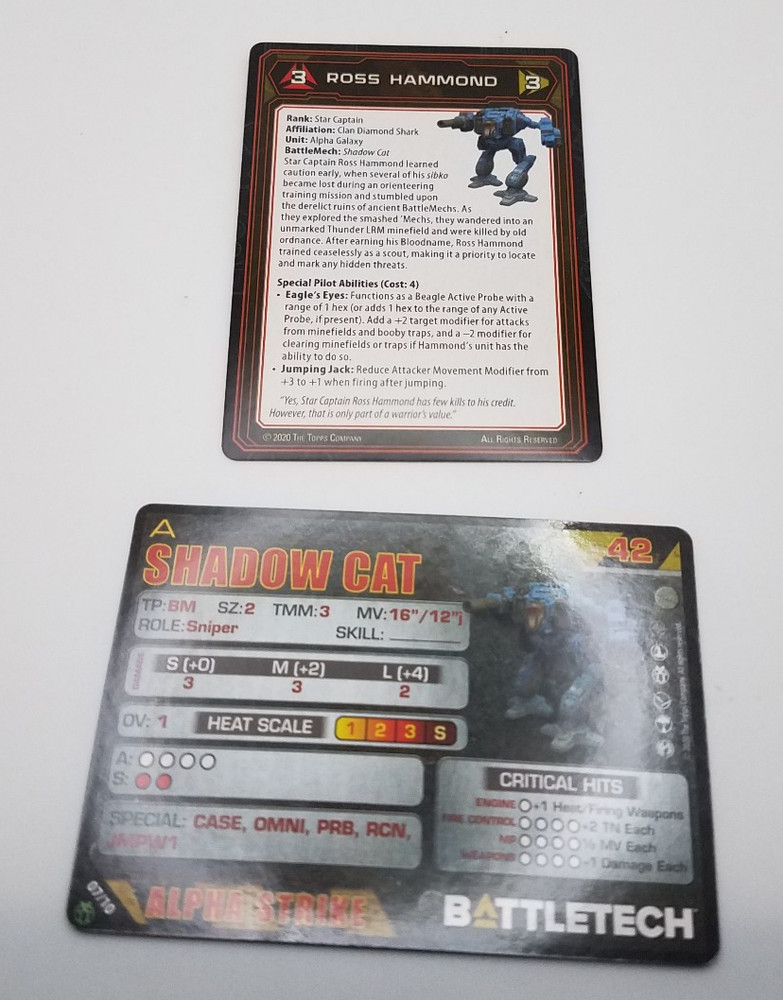 3 ROSS HAMMOND 3
Rank: Star Captain
Affiliation: Clan Diamond Shark
Unit: Alpha Galaxy
BattleMech: Shadow Cat
Star Captain Ross Hammond learned
caution early, when several of his sibko
became lost during an orienteering
training mission and stumbled upon
the derelict ruins of ancient BattleMechs. As
they explored the smashed 'Mechs, they wandered into an
unmarked Thunder LRM minefield and were killed by old
ordnance. After earning his Bloodname, Ross Hammond
trained ceaselessly as a scout, making it a priority to locate
and mark any hidden threats.
Special Pilot Abilities (Cost: 4)
• Eagle's Eyes: Functions as a Beagle Active Probe with a
range of 1 hex (or adds 1 hex to the range of any Active
Probe, if present). Add a +2 target modifier for attacks
from minefields and booby traps, and a −2 modifier for
clearing minefields or traps if Hammond's unit has the
ability to do so.
• Jumping Jack: Reduce Attacker Movement Modifier from
+3 to +1 when firing after jumping.
"Yes, Star Captain Ross Hammond has few kills to his credit.
However, that is only part of a warrior's value."
© 2020 The Topps Company All Rights Reserved
A
SHADOW CAT 42
TP:BM SZ:2 TMM:3 MV:16"/12"j
ROLE:Sniper SKILL:
DAMAGE
S (+0) M (+2) L (+4)
3 3 2
OV: 1 HEAT SCALE 1 2 3 S
A:
S:
SPECIAL: CASE, OMNI, PRB, RCN,
JMPW1
CRITICAL HITS
ENGINE +1 Heat/Firing Weapons
FIRE CONTROL +2 TN Each
MP ½ MV Each
WEAPONS -1 Damage Each
07/10
ALPHA STRIKE
BATTLETECH
© 2020 The Topps Company. All rights reserved.